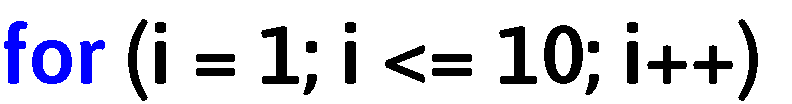 for (i = 1; i <= 10; i++)